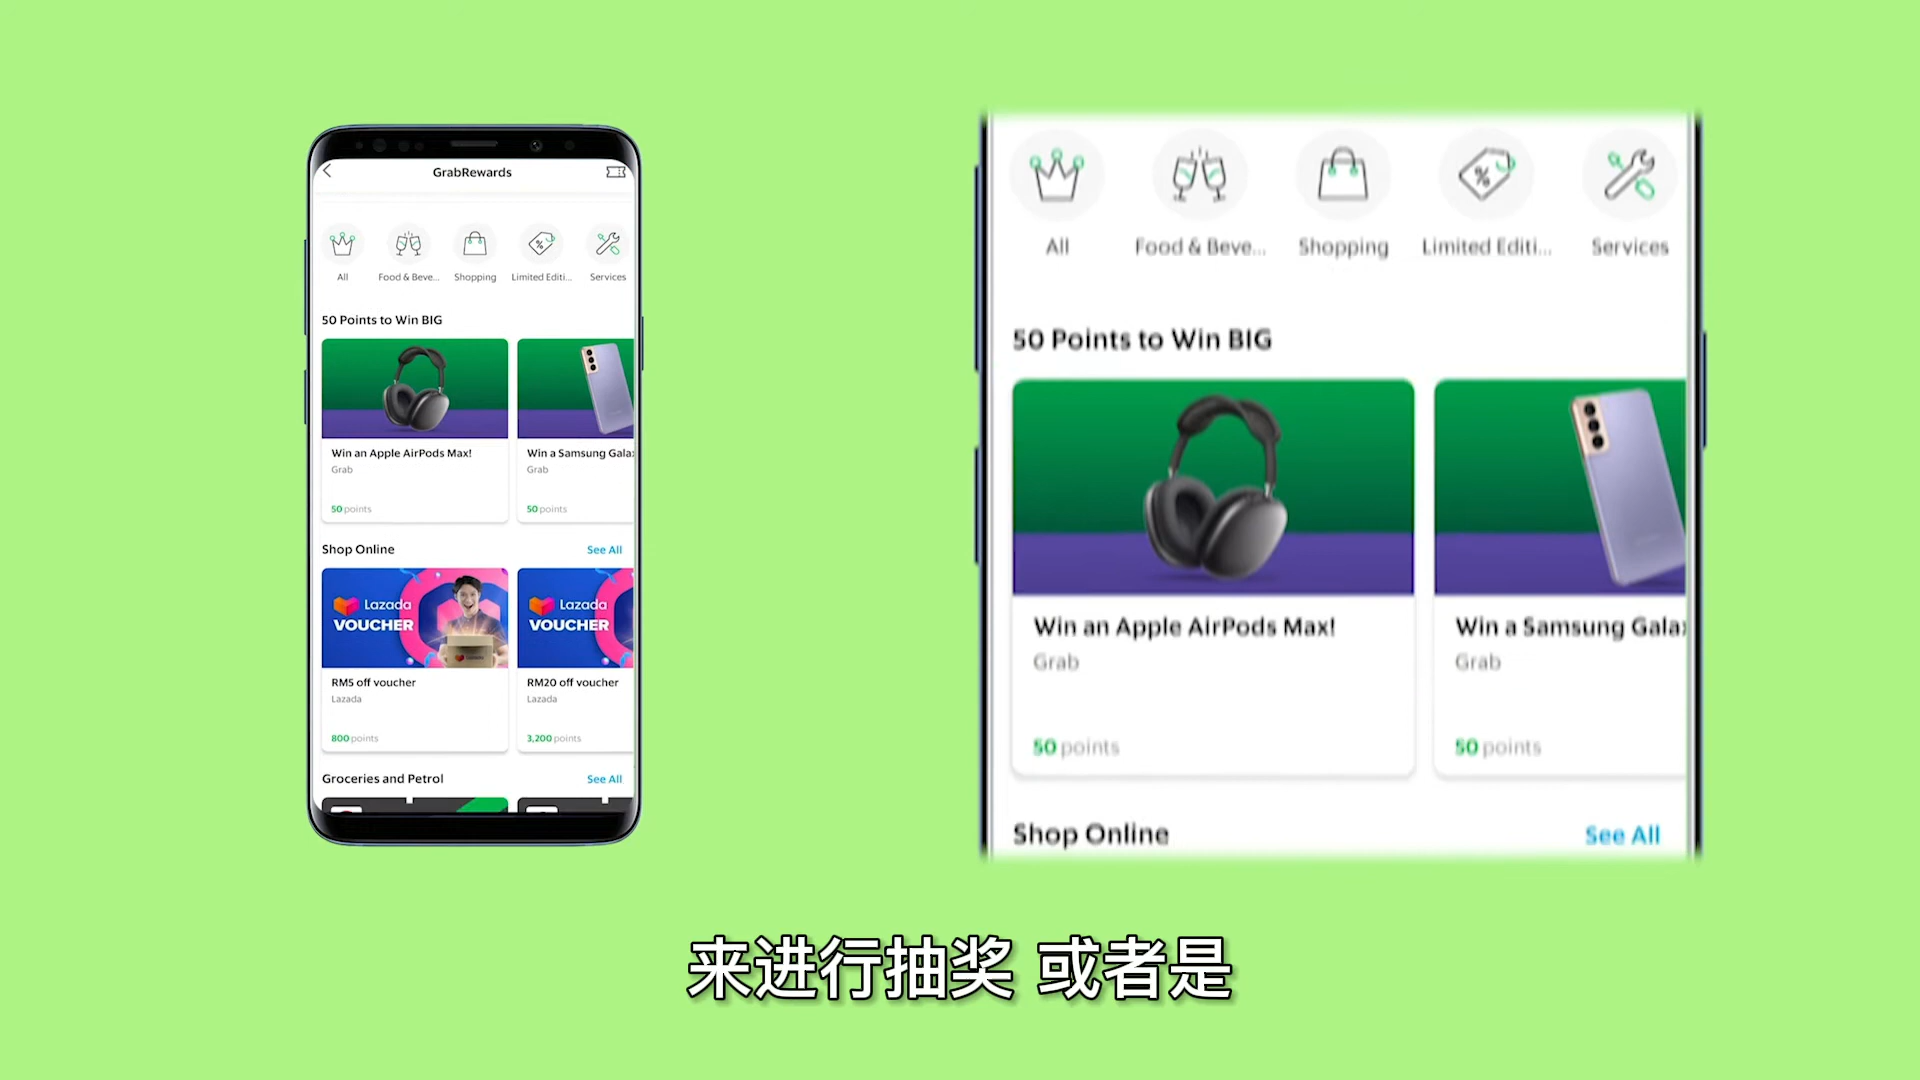 GrabRewards
All
Food & Beve...
Shopping
Limited Editi...
Services
50 Points to Win BIG
Win an Apple AirPods Max!
Grab
50 points
Win a Samsung Gala
Grab
50 points
Shop Online
See All
Lazada
VOUCHER
RM5 off voucher
Lazada
800 points
Lazada
VOUCHER
RM20 off voucher
Lazada
3,200 points
Groceries and Petrol
See All
All
Food & Beve...
Shopping
Limited Editi...
Services
50 Points to Win BIG
Win an Apple AirPods Max!
Grab
50 points
Win a Samsung Gala
Grab
50 points
Shop Online
See All
来进行抽奖 或者是